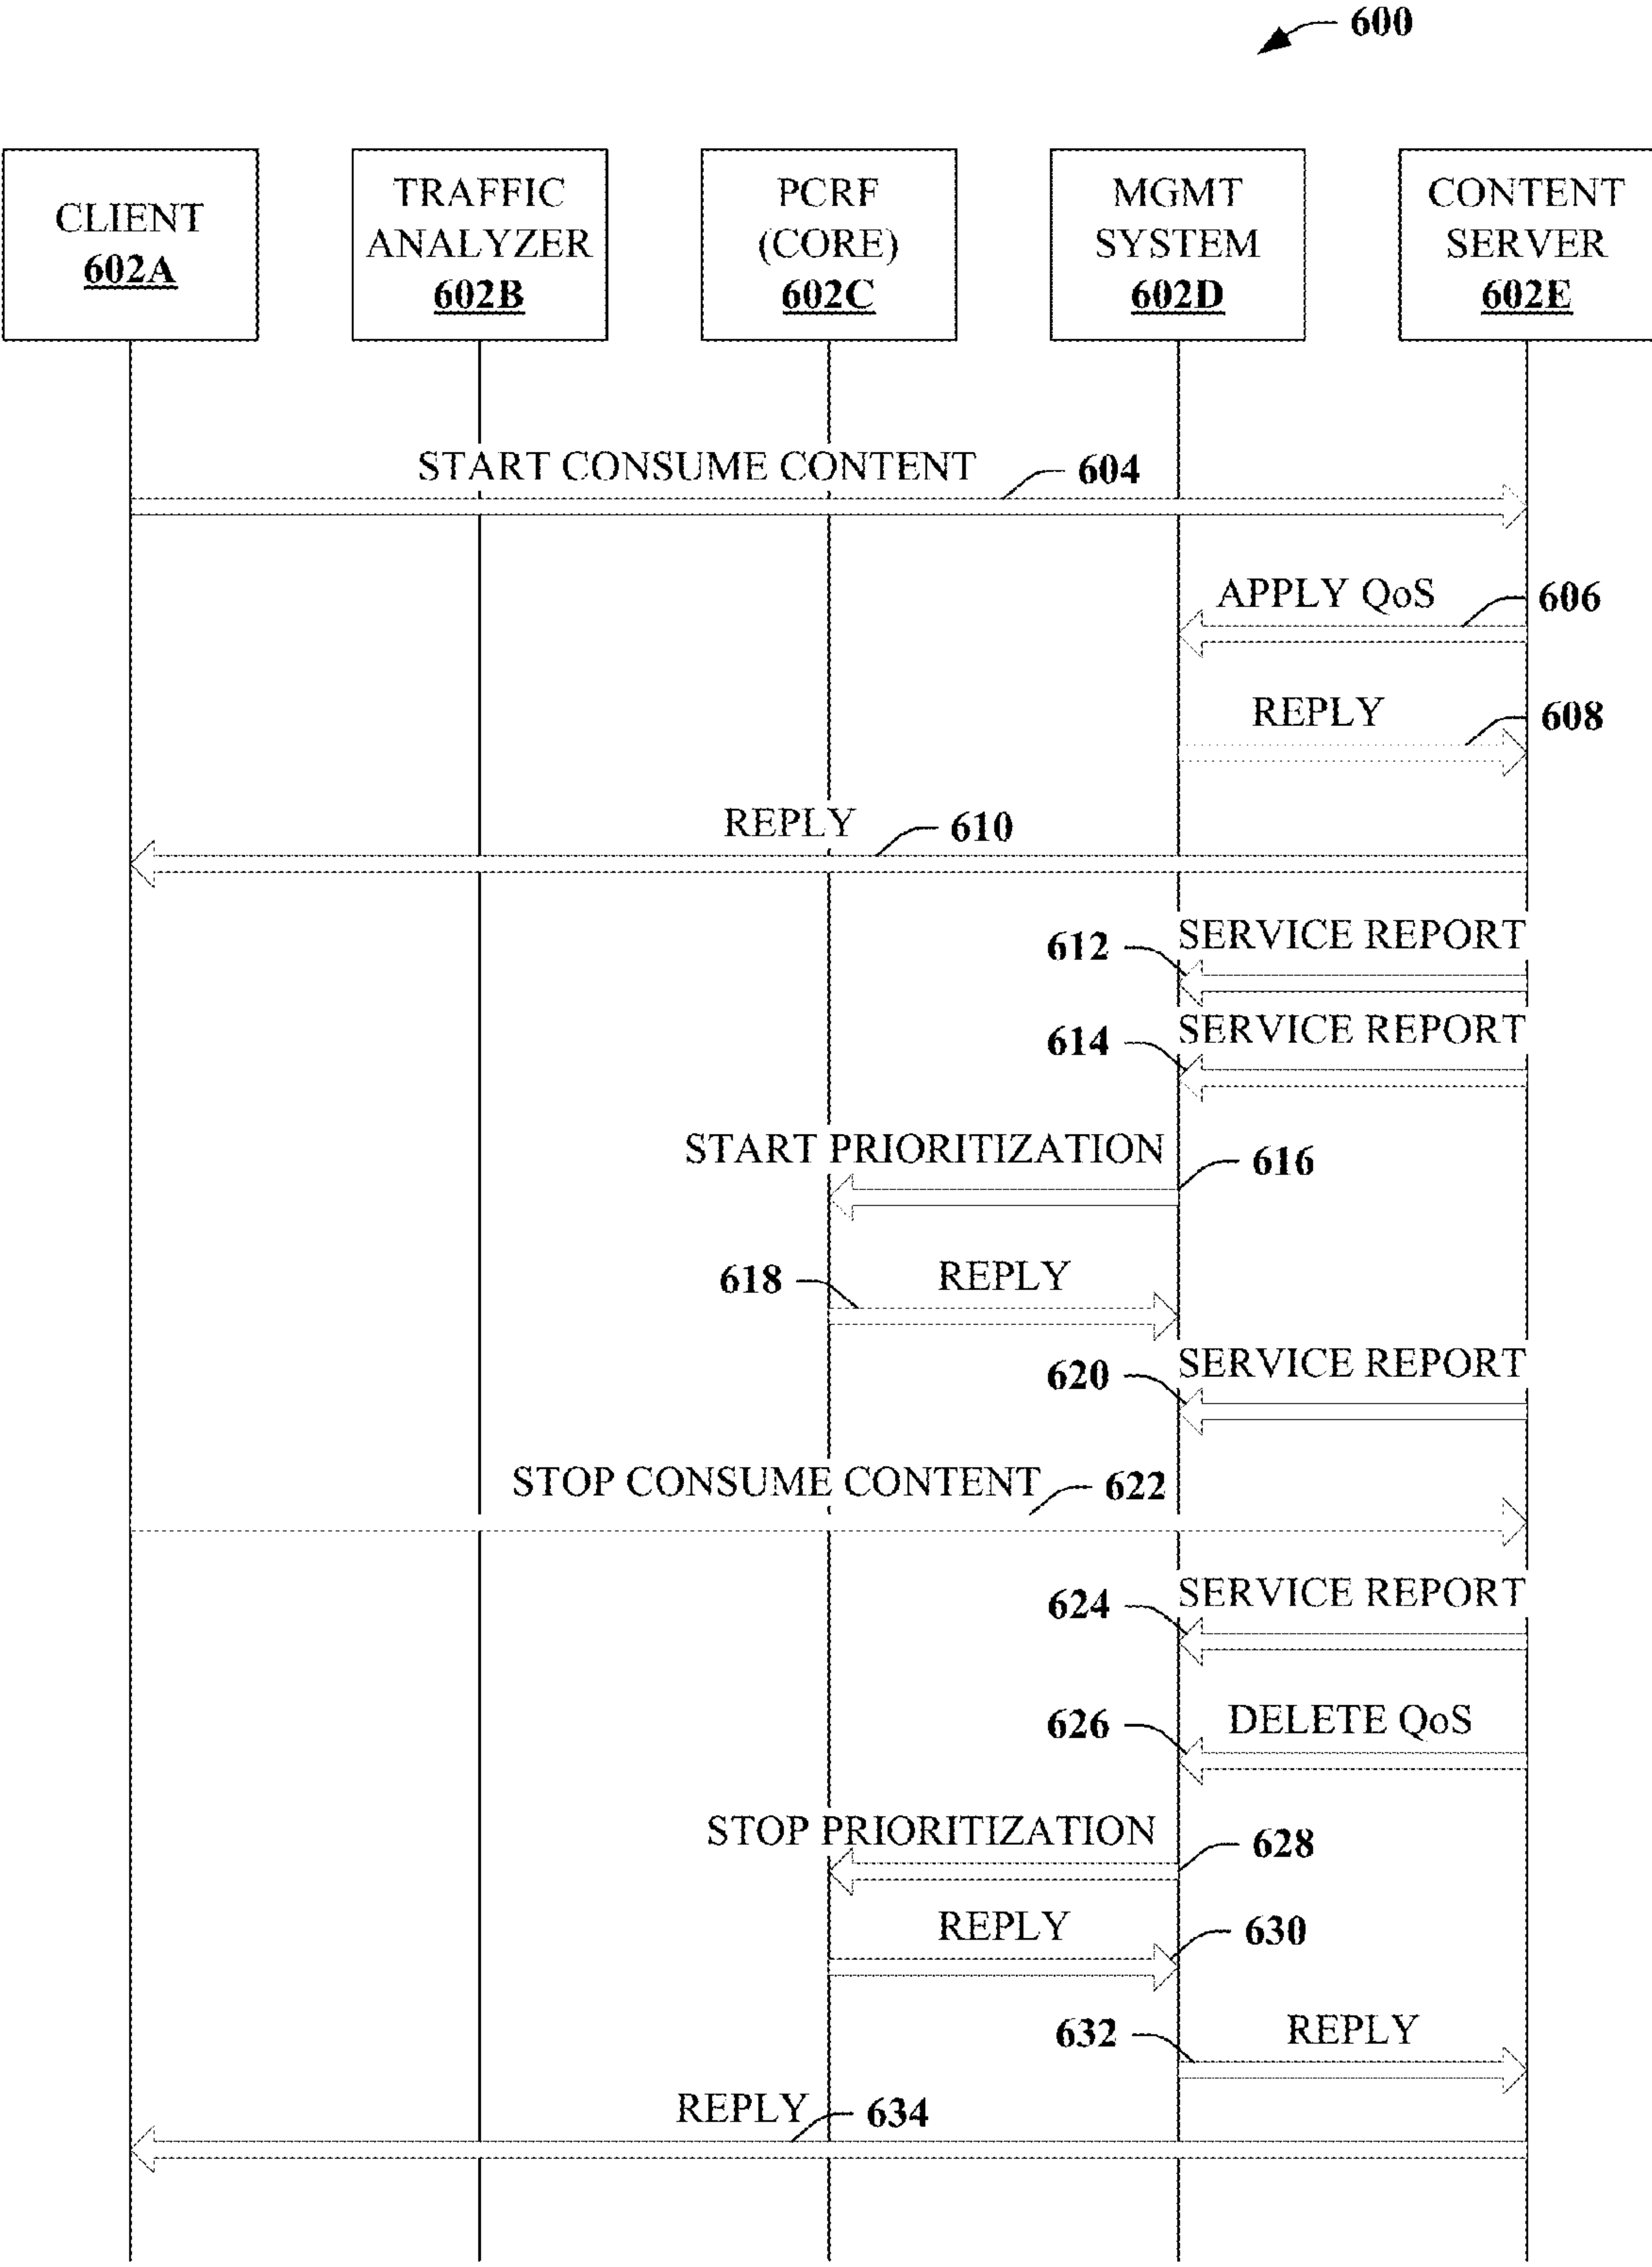 600
CLIENT
602A
TRAFFIC
ANALYZER
602B
PCRF
(CORE)
602C
MGMT
SYSTEM
602D
CONTENT
SERVER
602E
START CONSUME CONTENT 604
APPLY QoS 606
REPLY 608
REPLY 610
612 SERVICE REPORT
614 SERVICE REPORT
START PRIORITIZATION 616
618 REPLY
620 SERVICE REPORT
STOP CONSUME CONTENT 622
624 SERVICE REPORT
626 DELETE QoS
STOP PRIORITIZATION 628
REPLY 630
632 REPLY
REPLY 634